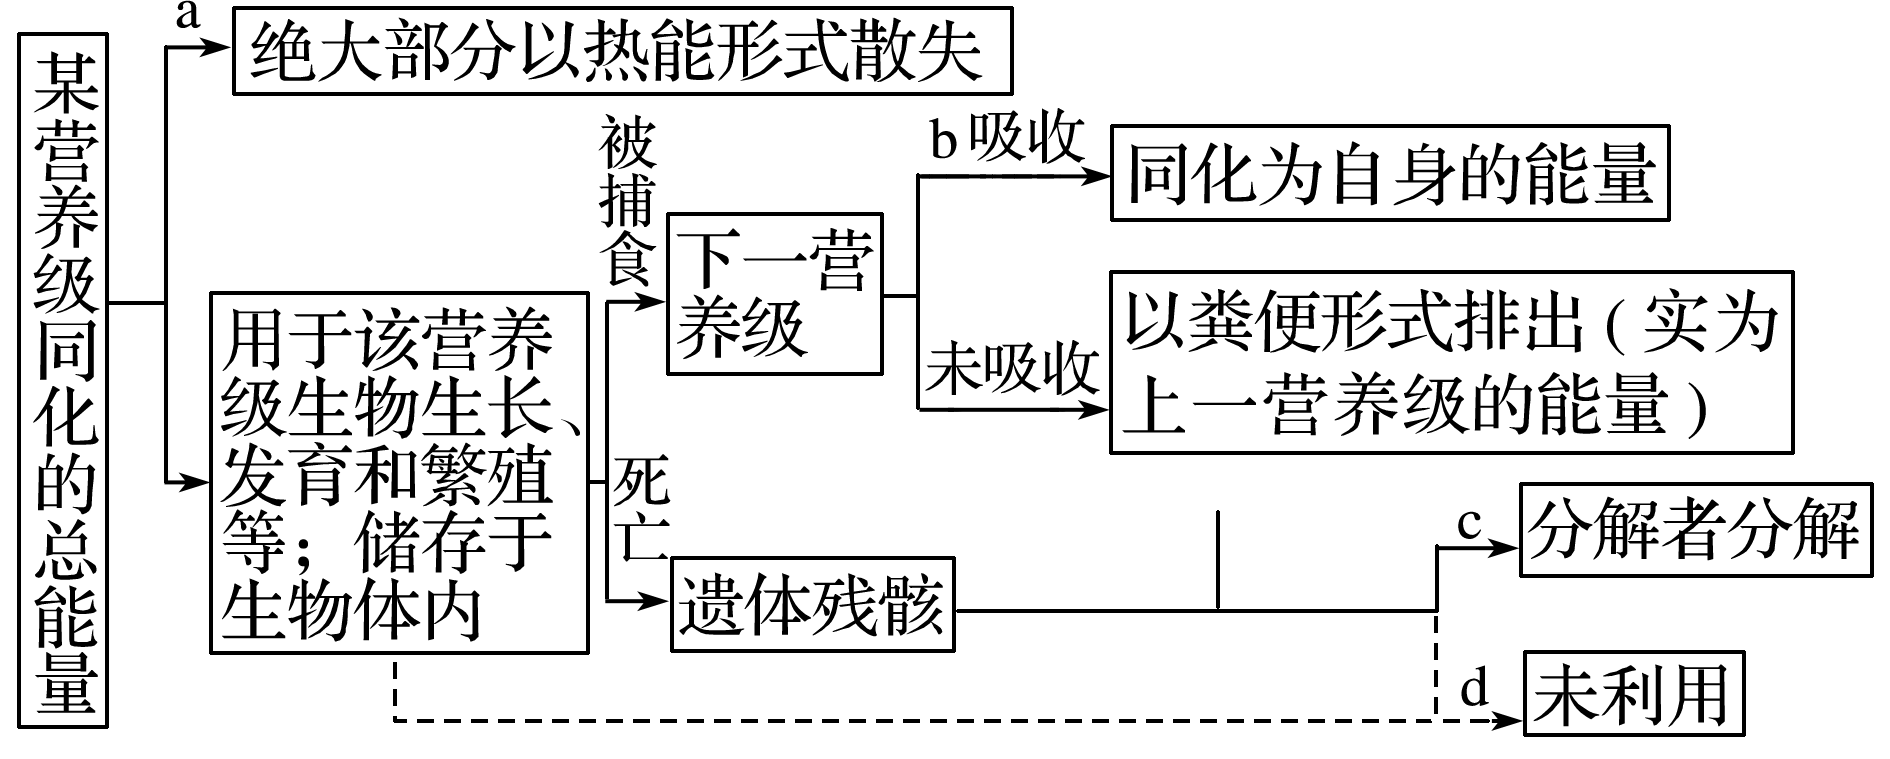 某营养级同化的总能量
a
绝大部分以热能形式散失
用于该营养
级生物生长、
发育和繁殖
等；储存于
生物体内
被捕食
下一营
养级
b吸收
同化为自身的能量
未吸收
以粪便形式排出(实为
上一营养级的能量)
死亡
遗体残骸
c
分解者分解
d
未利用